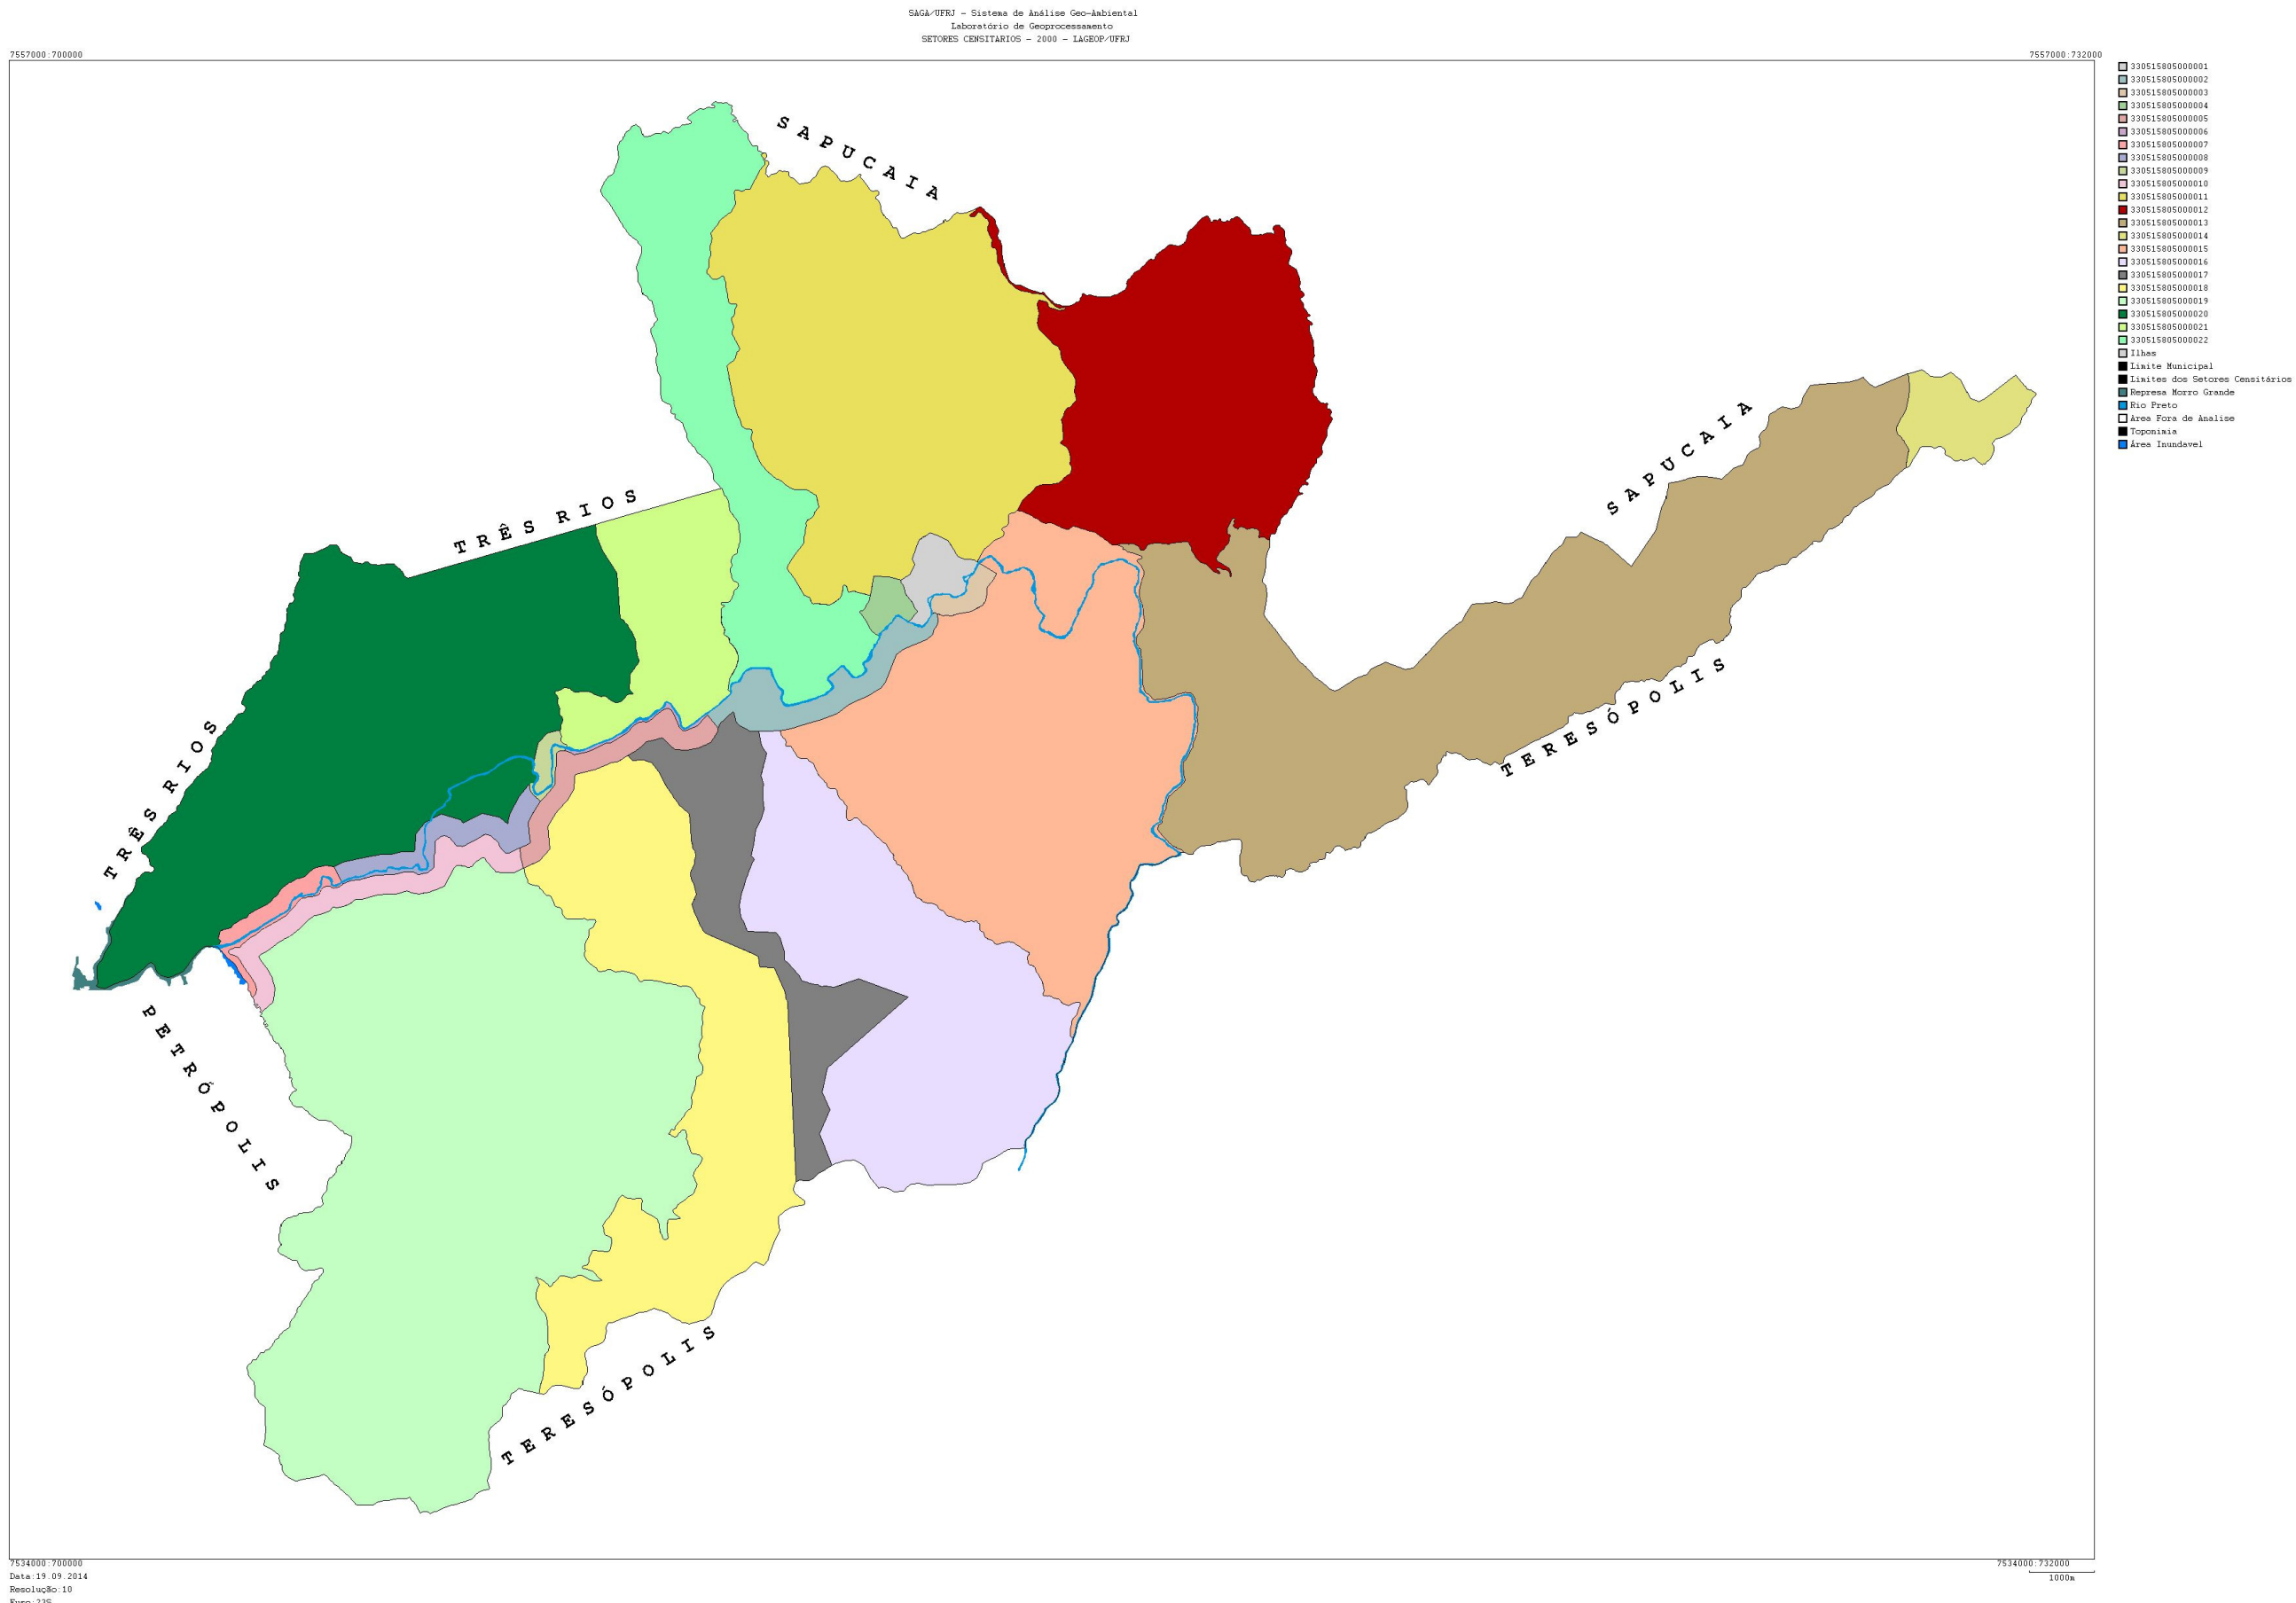 SAGA/UFRJ - Sistema de Análise Geo-Ambiental
Laboratório de Geoprocessamento
SETORES CENSITARIOS - 2000 - LAGEOP/UFRJ
7557000:700000
7557000:732000
330515805000001
330515805000002
330515805000003
330515805000004
330515805000005
330515805000006
330515805000007
330515805000008
330515805000009
330515805000010
330515805000011
330515805000012
330515805000013
330515805000014
330515805000015
330515805000016
330515805000017
330515805000018
330515805000019
330515805000020
330515805000021
330515805000022
Ilhas
Limite Municipal
Limites dos Setores Censitários
Represa Morro Grande
Rio Preto
Area Fora de Analise
Toponimia
Área Inundavel
SAPUCAIA
SAPUCAIA
TRÊS RIOS
TRÊS RIOS
TERESÓPOLIS
PETRÓPOLIS
TERESÓPOLIS
7534000:700000
7534000:732000
Data:19.09.2014
Resolução:10
1000m